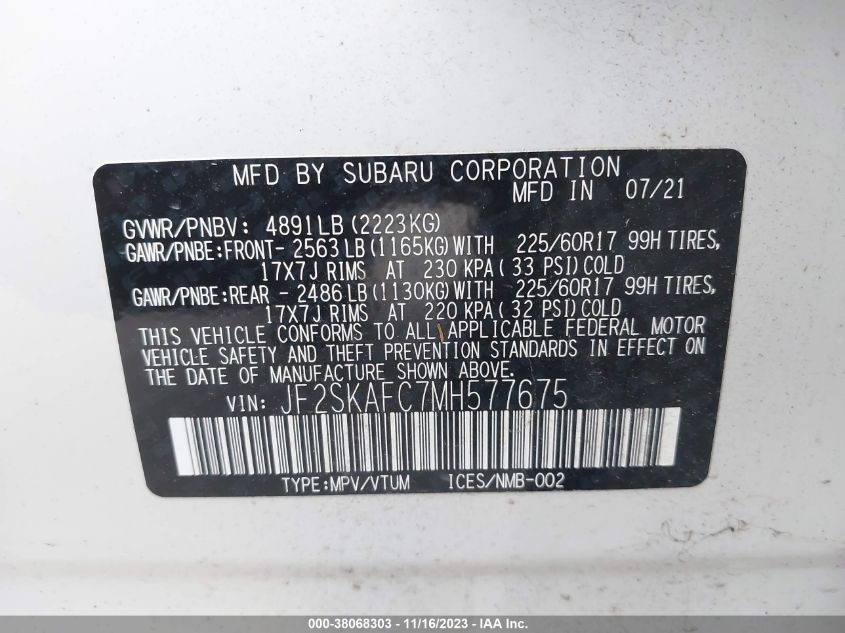 MFD BY SUBARU CORPORATION
MFD IN 07/21
GVWR/PNBV: 4891LB(2223KG)
GAWR/PNBE:FRONT- 2563LB(1165KG)WITH 225/60R17 99H TIRES,
17X7J RIMS AT 230 KPA( 33 PSI)COLD
GAWR/PNBE:REAR - 2486LB(1130KG)WITH 225/60R17 99H TIRES,
17X7J RIMS AT 220 KPA( 32 PSI)COLD
THIS VEHICLE CONFORMS TO ALL APPLICABLE FEDERAL MOTOR
VEHICLE SAFETY AND THEFT PREVENTION STANDARDS IN EFFECT ON
THE DATE OF MANUFACTURE SHOWN ABOVE.
VIN: JF2SKAFC7MH577675
TYPE:MPV/VTUM ICES/NMB-002
000-38068303 - 11/16/2023 - IAA Inc.